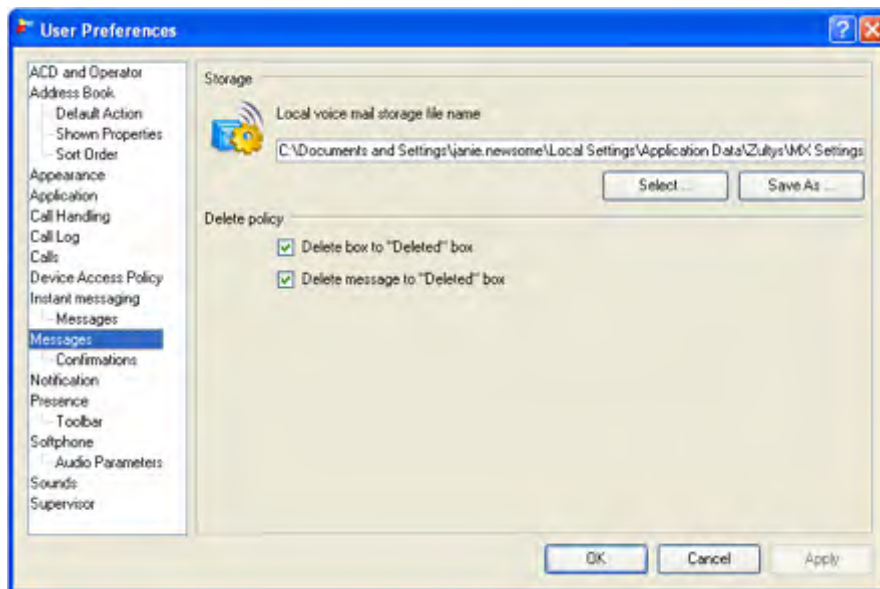 User Preferences
ACD and Operator
Address Book
Default Action
Shown Properties
Sort Order
Appearance
Application
Call Handling
Call Log
Calls
Device Access Policy
Instant messaging
Messages
Messages
Confirmations
Notification
Presence
Toolbar
Softphone
Audio Parameters
Sounds
Supervisor
Storage
Local voice mail storage file name
C:\Documents and Settings\janie.newsome\Local Settings\Application Data\Zultys\MX Settings
Select ...
Save As ...
Delete policy
Delete box to "Deleted" box
Delete message to "Deleted" box
OK
Cancel
Apply